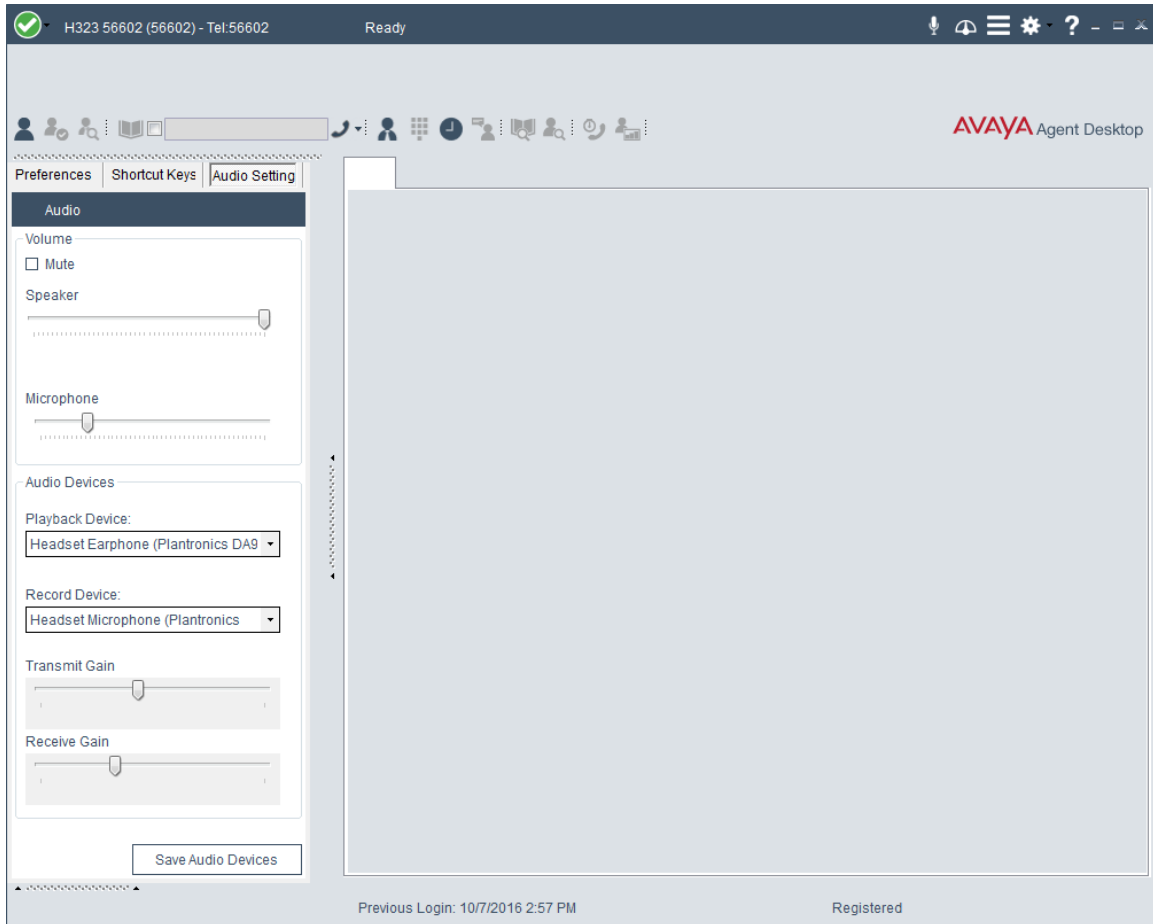 H323 56602 (56602) - Tel:56602 Ready ?
AVAYA Agent Desktop
Preferences Shortcut Keys Audio Setting
Audio
Volume
Mute
Speaker
Microphone
Audio Devices
Playback Device:
Headset Earphone (Plantronics DA9
Record Device:
Headset Microphone (Plantronics
Transmit Gain
Receive Gain
Save Audio Devices
Previous Login: 10/7/2016 2:57 PM Registered